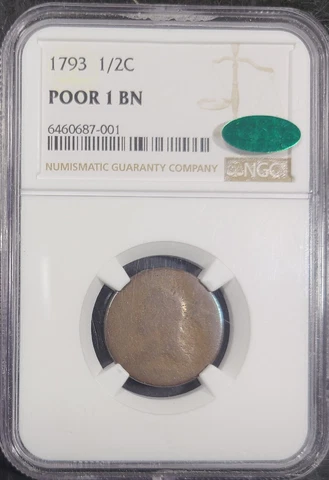 1793 1/2C
POOR 1 BN
6460687-001
NUMISMATIC GUARANTY COMPANY
NGC